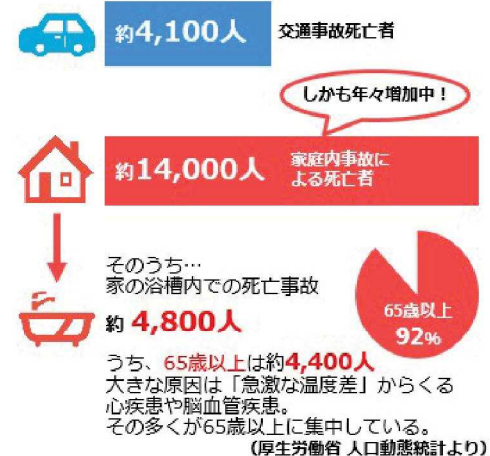 約4,100人
交通事故死亡者
しかも年々増加中！
約14,000人
家庭内事故に
よる死亡者
そのうち…
家の浴槽内での死亡事故
約 4,800人
65歳以上
92%
うち、65歳以上は約4,400人
大きな原因は「急激な温度差」からくる
心疾患や脳血管疾患。
その多くが65歳以上に集中している。
（厚生労働省 人口動態統計より）